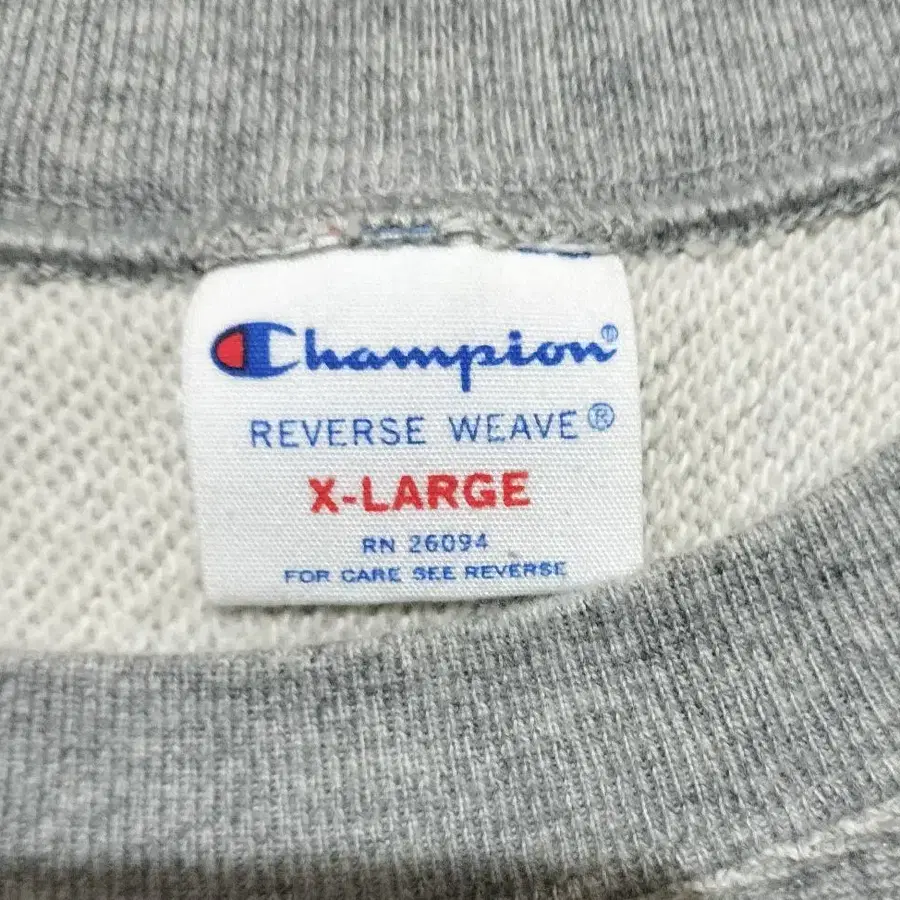 Champion®
REVERSE WEAVE®
X-LARGE
RN 26094
FOR CARE SEE REVERSE